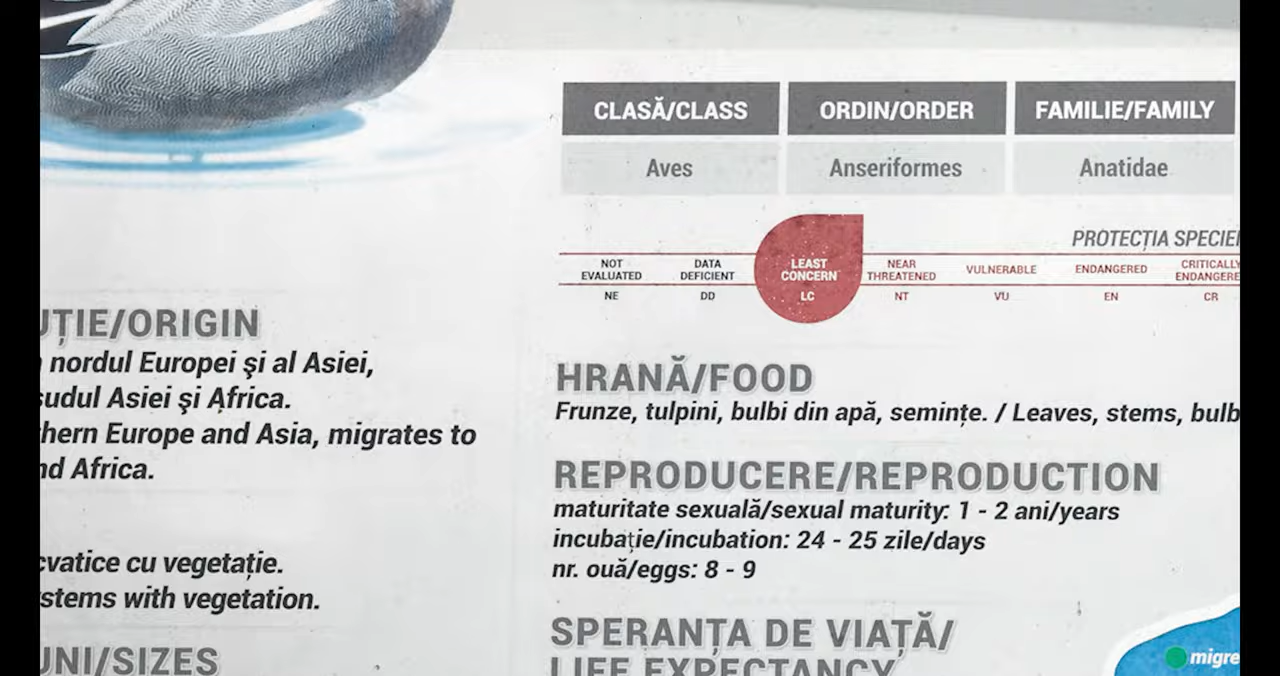 CLASĂ/CLASS ORDIN/ORDER FAMILIE/FAMILY
Aves Anseriformes Anatidae
PROTECȚIA SPECIEI
NOT EVALUATED DATA DEFICIENT LEAST CONCERN NEAR THREATENED VULNERABLE ENDANGERED CRITICALLY
NE DD LC NT VU EN CR
UȚIE/ORIGIN
nordul Europei şi al Asiei,
sudul Asiei şi Africa.
thern Europe and Asia, migrates to
nd Africa.
cvatice cu vegetație.
stems with vegetation.
UNI/SIZES
HRANĂ/FOOD
Frunze, tulpini, bulbi din apă, semințe. / Leaves, stems, bulb
REPRODUCERE/REPRODUCTION
maturitate sexuală/sexual maturity: 1 - 2 ani/years
incubație/incubation: 24 - 25 zile/days
nr. ouă/eggs: 8 - 9
SPERANȚA DE VIAȚĂ/
LIFE EXPECTANCY
migre